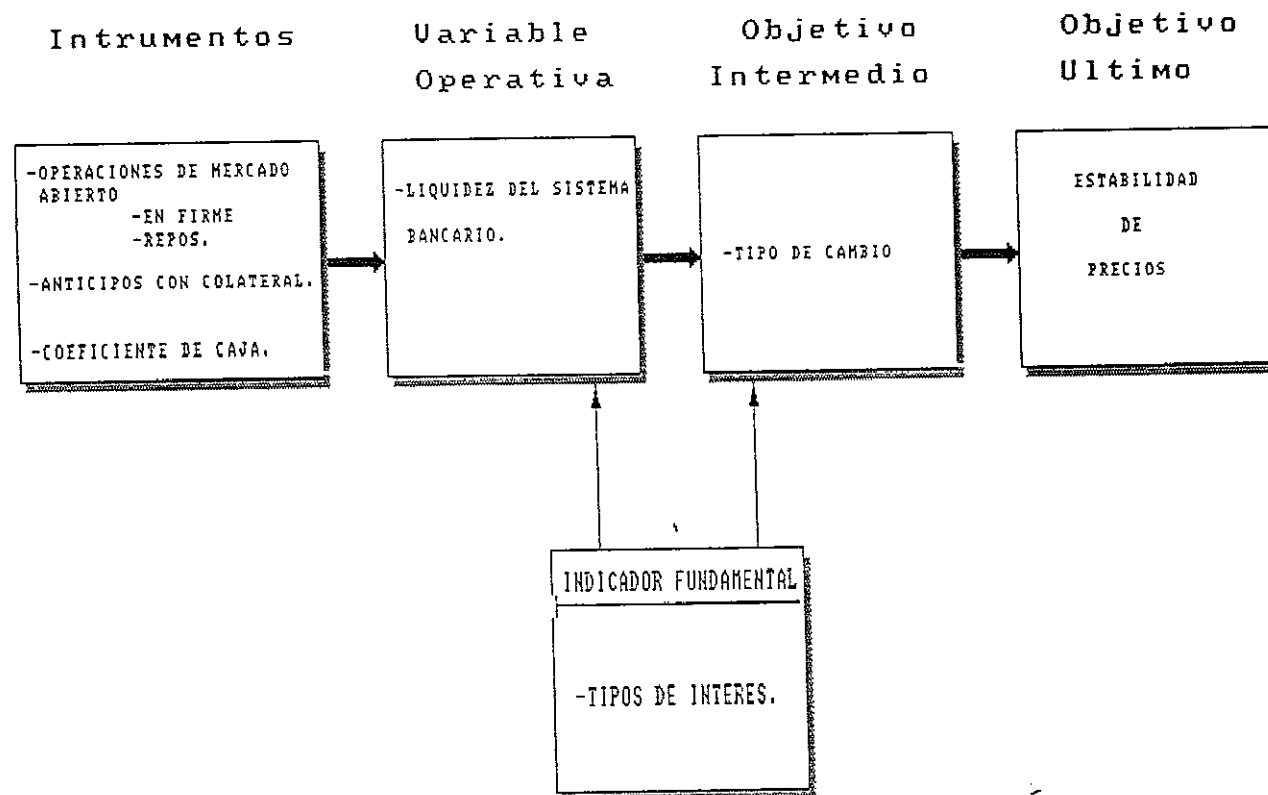 Intrumentos
Variable
Operativa
Objetivo
Intermedio
Objetivo
Ultimo
-OPERACIONES DE MERCADO
ABIERTO
-EN FIRME
-REPOS.
-ANTICIPOS CON COLATERAL.
-COEFICIENTE DE CAJA.
-LIQUIDEZ DEL SISTEMA
BANCARIO.
-TIPO DE CAMBIO
ESTABILIDAD
DE
PRECIOS
INDICADOR FUNDAMENTAL
-TIPOS DE INTERES.